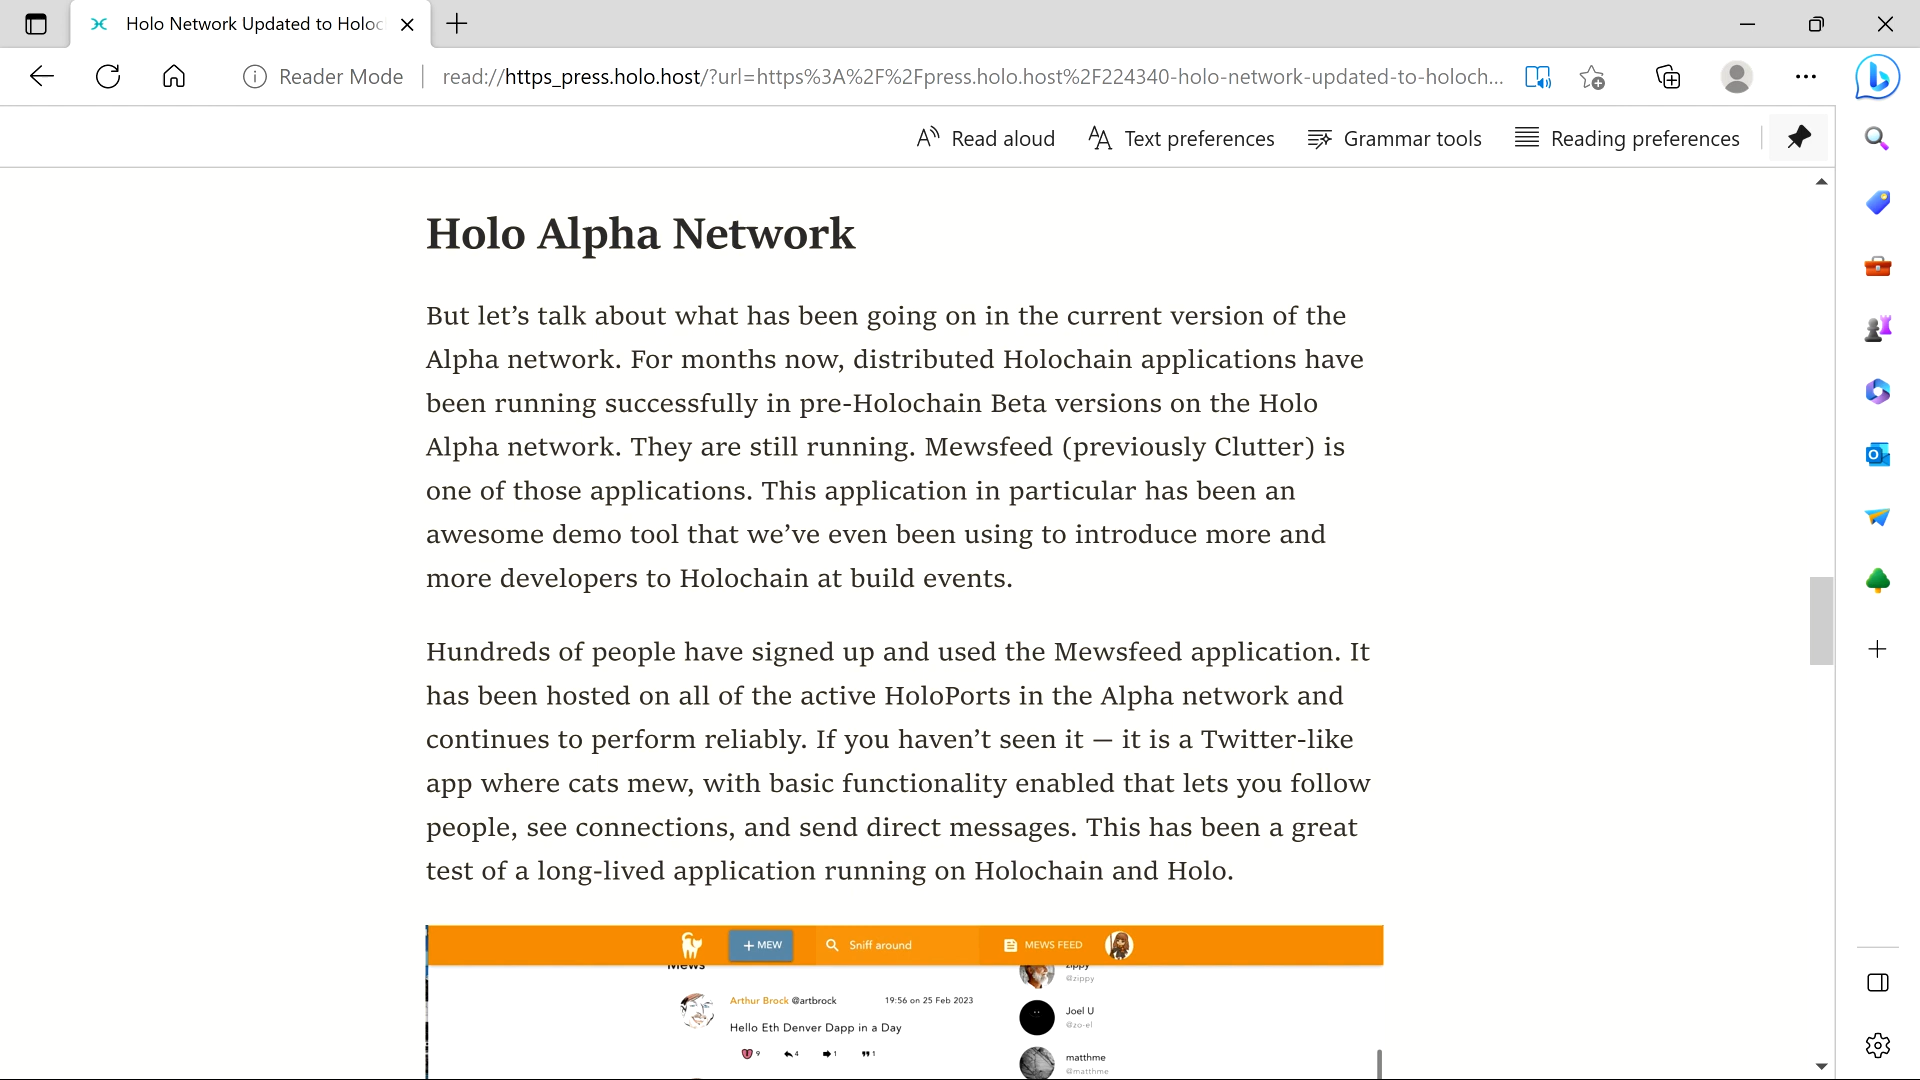 Holo Network Updated to Holoc
Reader Mode
read://https_press.holo.host/?url=https%3A%2F%2Fpress.holo.host%2F224340-holo-network-updated-to-holoch...
Read aloud
Text preferences
Grammar tools
Reading preferences
Holo Alpha Network
But let’s talk about what has been going on in the current version of the
Alpha network. For months now, distributed Holochain applications have
been running successfully in pre-Holochain Beta versions on the Holo
Alpha network. They are still running. Mewsfeed (previously Clutter) is
one of those applications. This application in particular has been an
awesome demo tool that we’ve even been using to introduce more and
more developers to Holochain at build events.
Hundreds of people have signed up and used the Mewsfeed application. It
has been hosted on all of the active HoloPorts in the Alpha network and
continues to perform reliably. If you haven’t seen it — it is a Twitter-like
app where cats mew, with basic functionality enabled that lets you follow
people, see connections, and send direct messages. This has been a great
test of a long-lived application running on Holochain and Holo.
+ MEW
Sniff around
MEWS FEED
Mews
zippy
@zippy
Arthur Brock @artbrock
19:56 on 25 Feb 2023
Hello Eth Denver Dapp in a Day
9
4
1
1
Joel U
@zo-el
matthme
@matthme